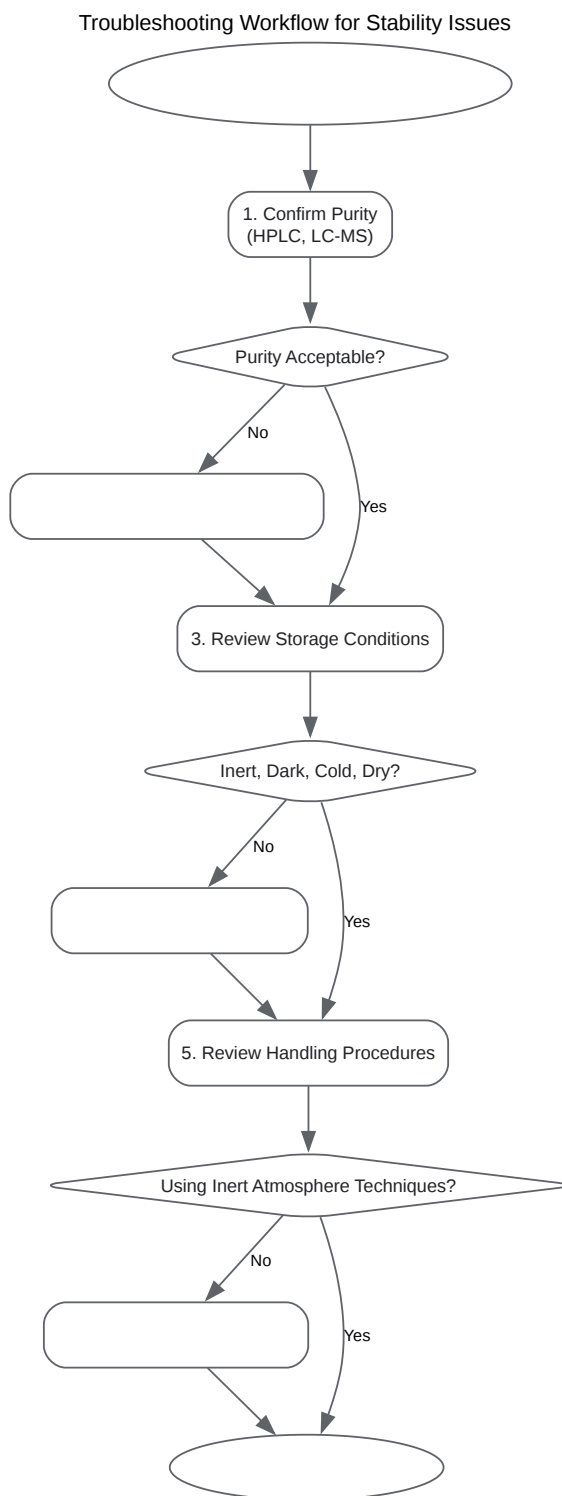 Troubleshooting Workflow for Stability Issues
1. Confirm Purity
(HPLC, LC-MS)
Purity Acceptable?
No
Yes
3. Review Storage Conditions
Inert, Dark, Cold, Dry?
No
Yes
5. Review Handling Procedures
Using Inert Atmosphere Techniques?
No
Yes